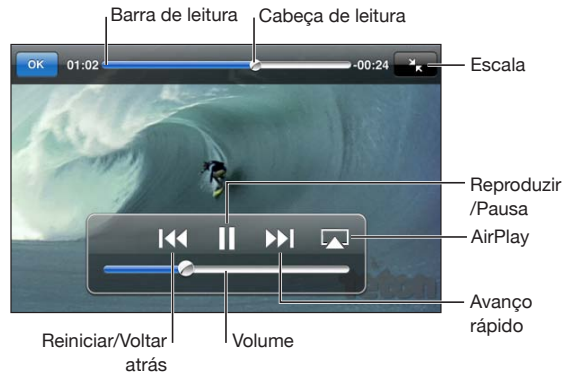 Barra de leitura
Cabeça de leitura
OK
01:02
-00:24
Escala
Reproduzir
/Pausa
AirPlay
Avanço
rápido
Reiniciar/Voltar
atrás
Volume